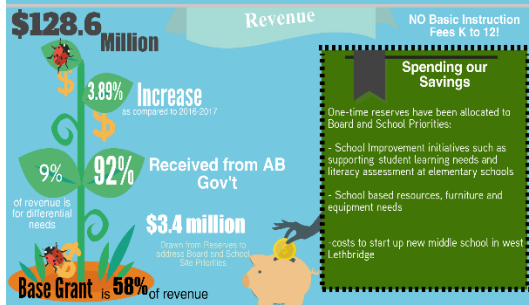 Revenue
$128.6
Million
NO Basic Instruction
Fees K to 12!
3.89% Increase
as compared to 2016-2017
9%
of revenue is
for differential
needs
92% Received from AB
Gov't
$3.4 million
Drawn from Reserves to
address Board and School
Site Priorities
Base Grant is 58% of revenue
Spending our
Savings
One-time reserves have been allocated to
Board and School Priorities:
- School Improvement initiatives such as
supporting student learning needs and
literacy assessment at elementary schools
- School based resources, furniture and
equipment needs
-costs to start up new middle school in west
Lethbridge